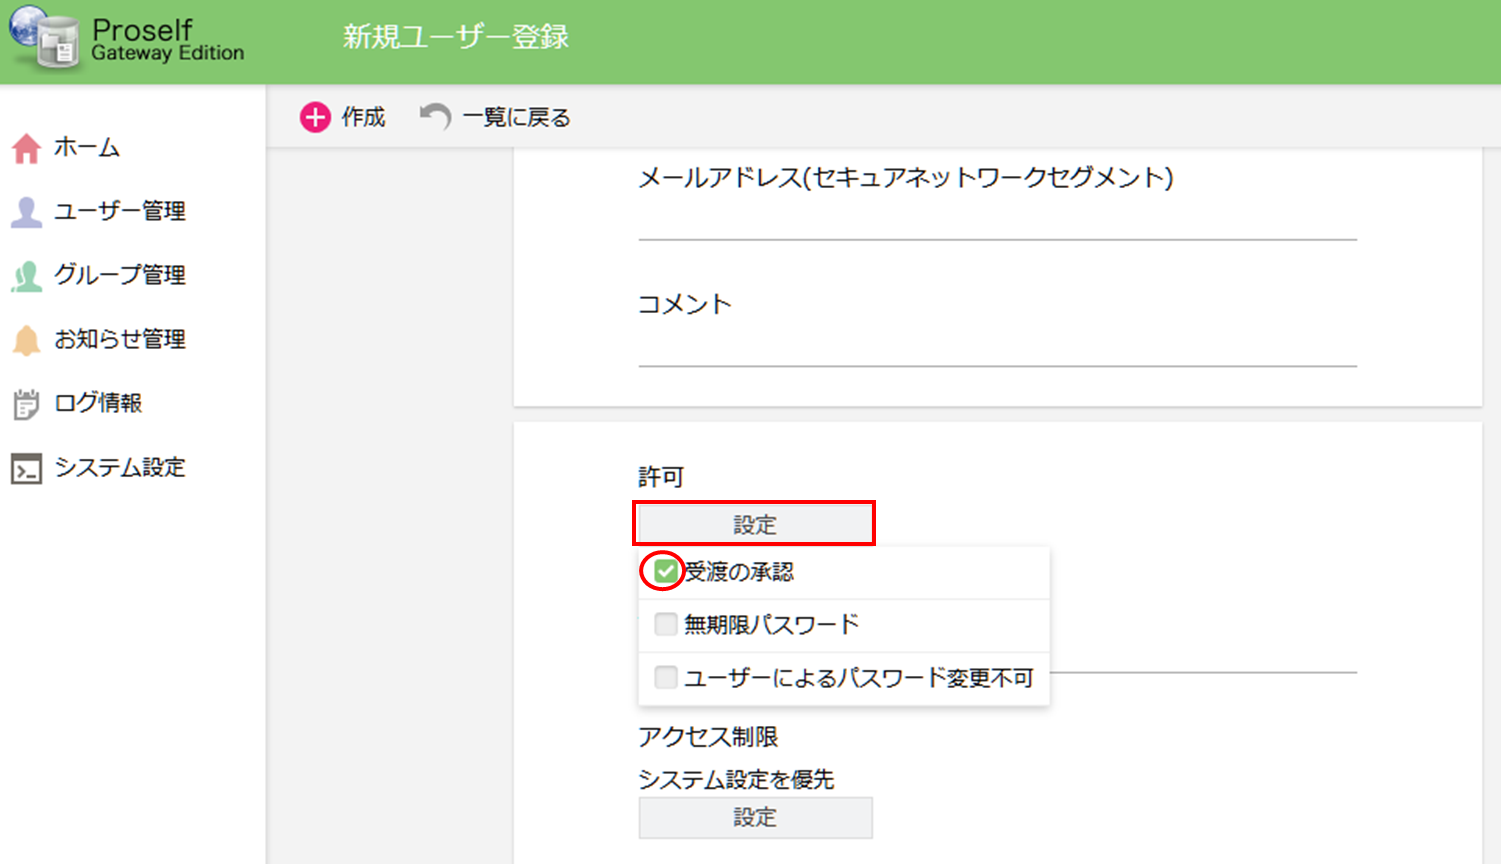 Proself
Gateway Edition
新規ユーザー登録
作成
一覧に戻る
ホーム
ユーザー管理
グループ管理
お知らせ管理
ログ情報
システム設定
メールアドレス(セキュアネットワークセグメント)
コメント
許可
設定
受渡の承認
無期限パスワード
ユーザーによるパスワード変更不可
アクセス制限
システム設定を優先
設定